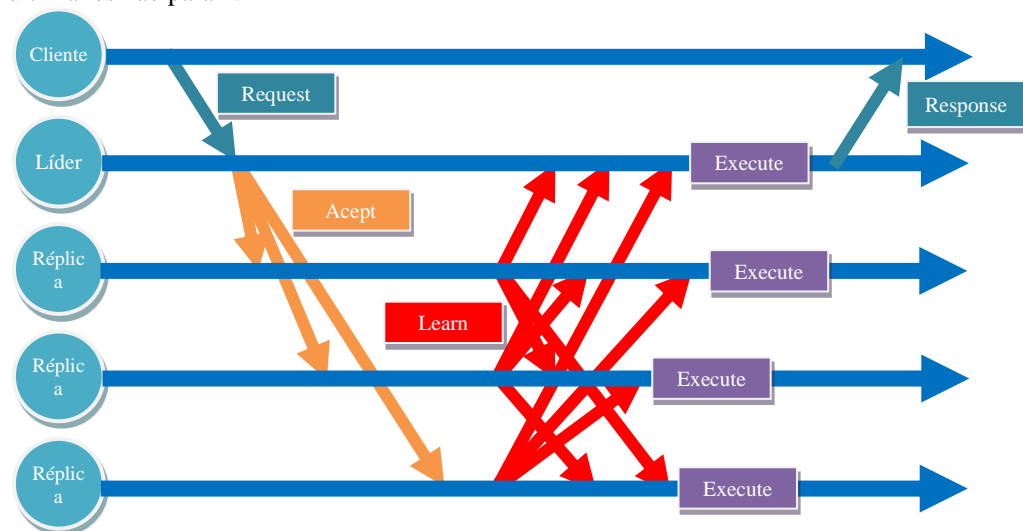 Cliente
Request
Response
Líder
Execute
Acept
Réplic
a
Execute
Learn
Réplic
a
Execute
Réplic
a
Execute